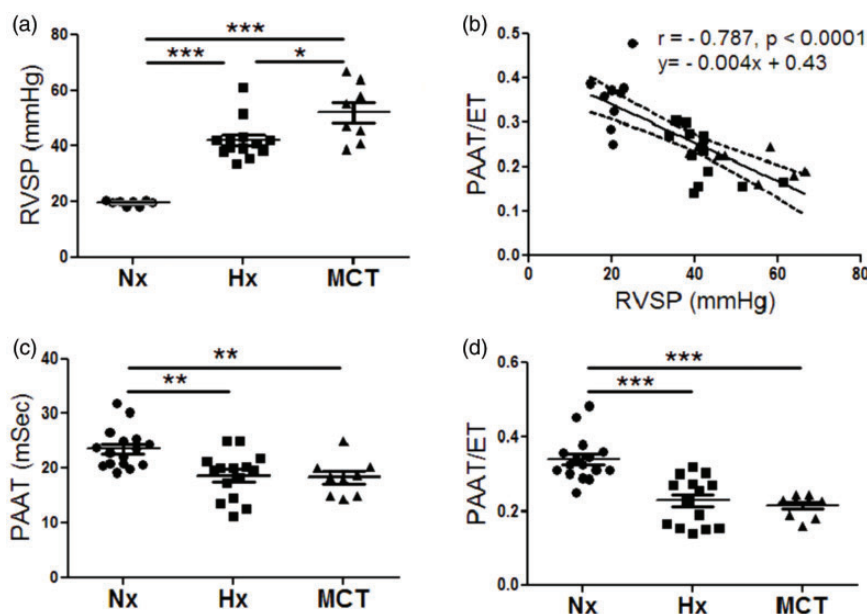 (a)
***
***
*
80
60
40
20
0
RVSP (mmHg)
Nx
Hx
MCT
(b)
r = - 0.787, p < 0.0001
y= - 0.004x + 0.43
0.5
0.4
0.3
0.2
0.1
0.0
PAAT/ET
0
20
40
60
80
RVSP (mmHg)
(c)
**
**
40
30
20
10
0
PAAT (mSec)
Nx
Hx
MCT
(d)
***
***
0.6
0.4
0.2
0.0
PAAT/ET
Nx
Hx
MCT